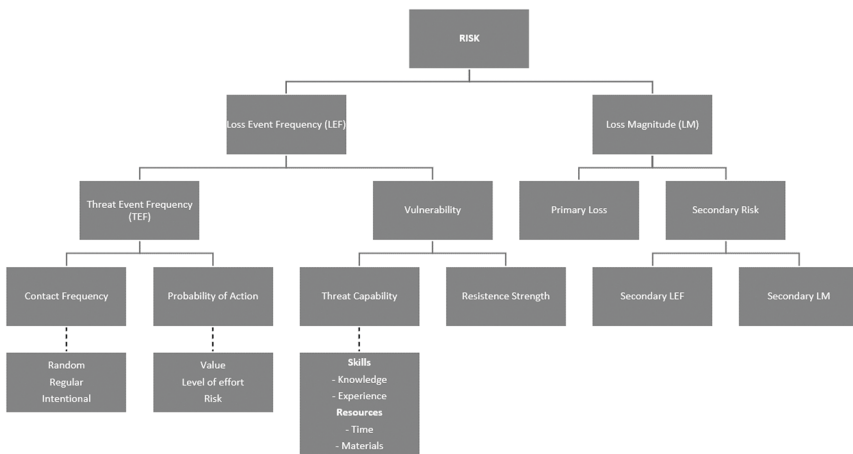 RISK
Loss Event Frequency (LEF)
Loss Magnitude (LM)
Threat Event Frequency
(TEF)
Vulnerability
Primary Loss
Secondary Risk
Contact Frequency
Probability of Action
Threat Capability
Resistence Strength
Secondary LEF
Secondary LM
Random
Regular
Intentional
Value
Level of effort
Risk
Skills
- Knowledge
- Experience
Resources
- Time
- Materials